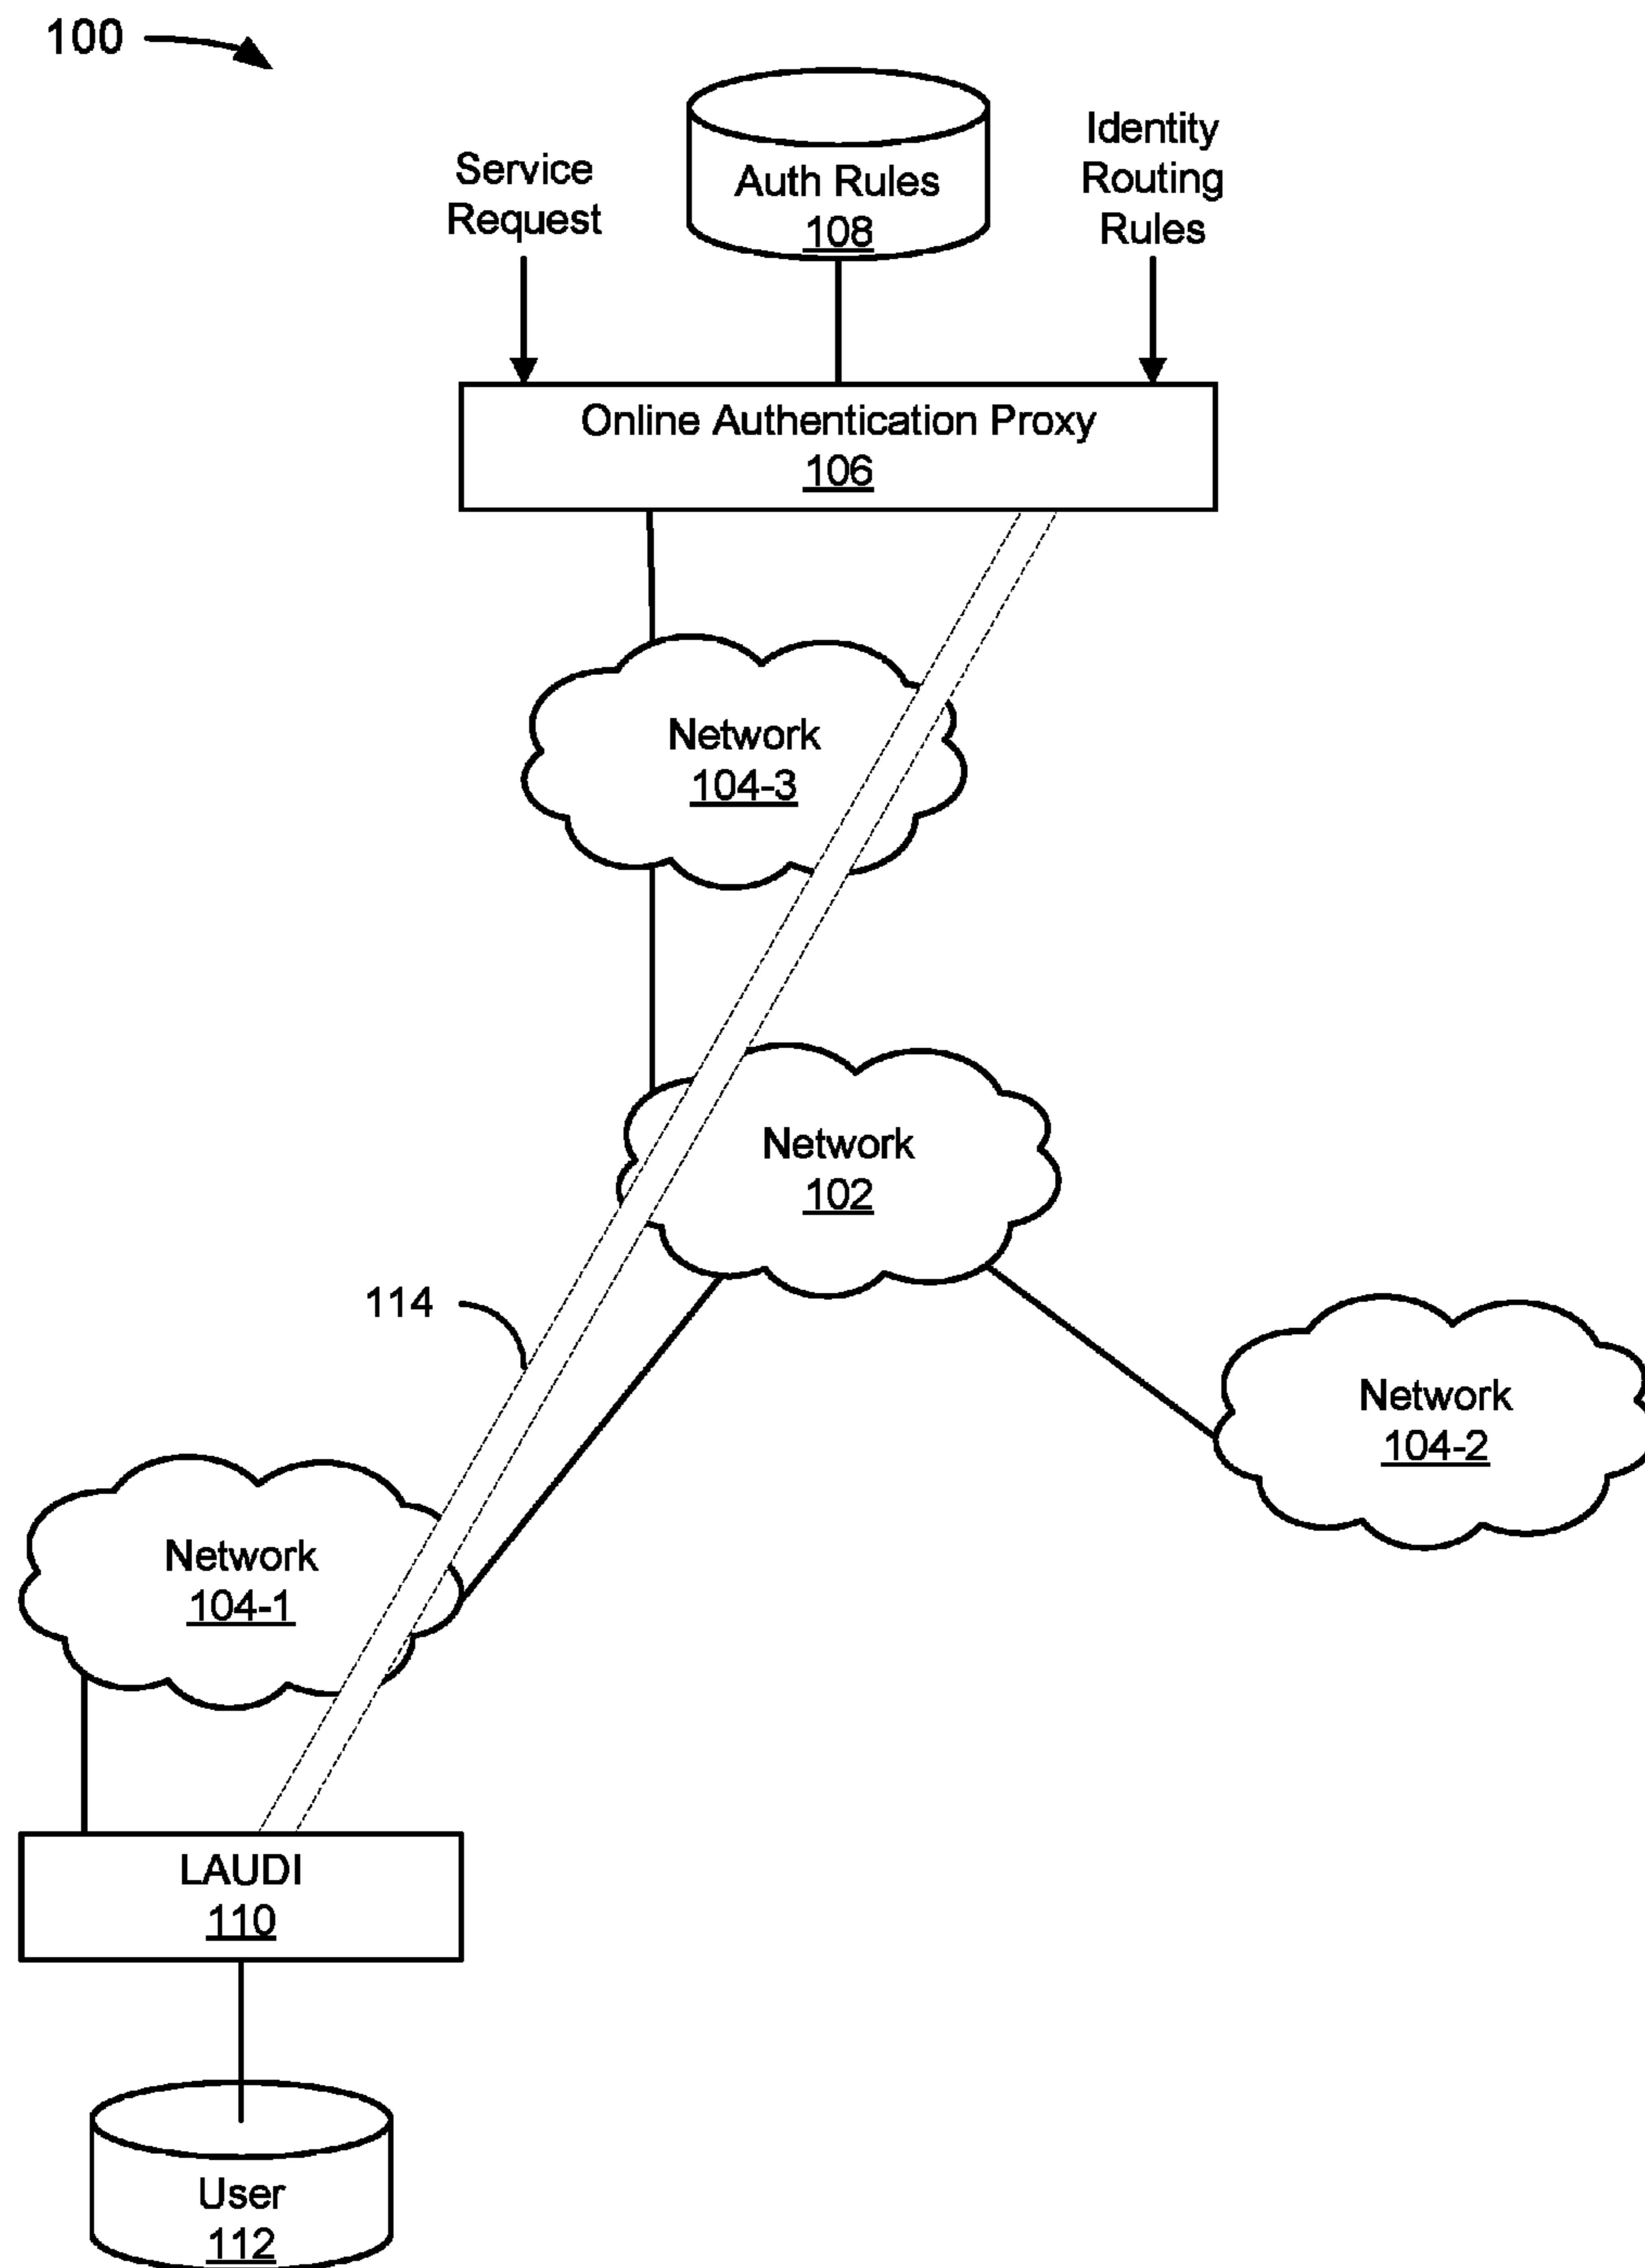 100
Service
Request
Auth Rules
108
Identity
Routing
Rules
Online Authentication Proxy
106
Network
104-3
Network
102
114
Network
104-2
Network
104-1
LAUDI
110
User
112